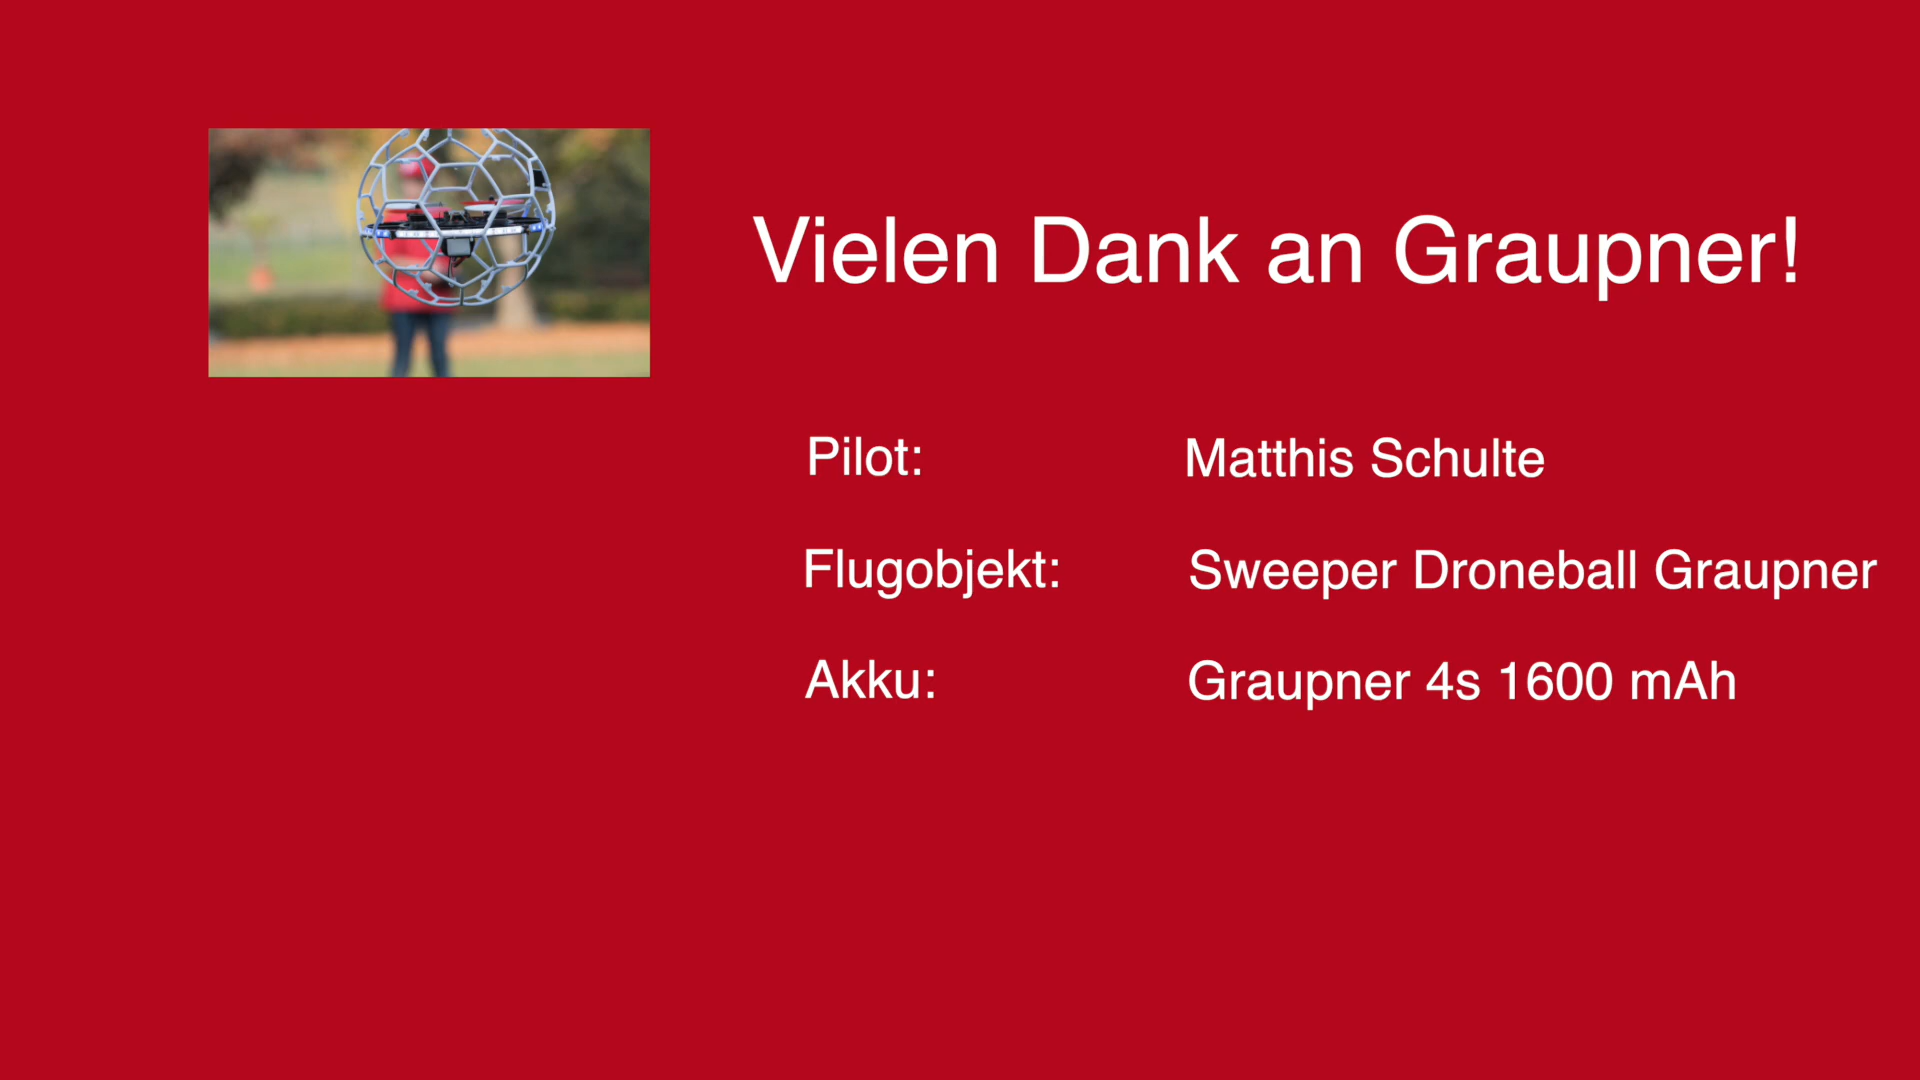 Vielen Dank an Graupner!
Pilot: Matthis Schulte
Flugobjekt: Sweeper Droneball Graupner
Akku: Graupner 4s 1600 mAh